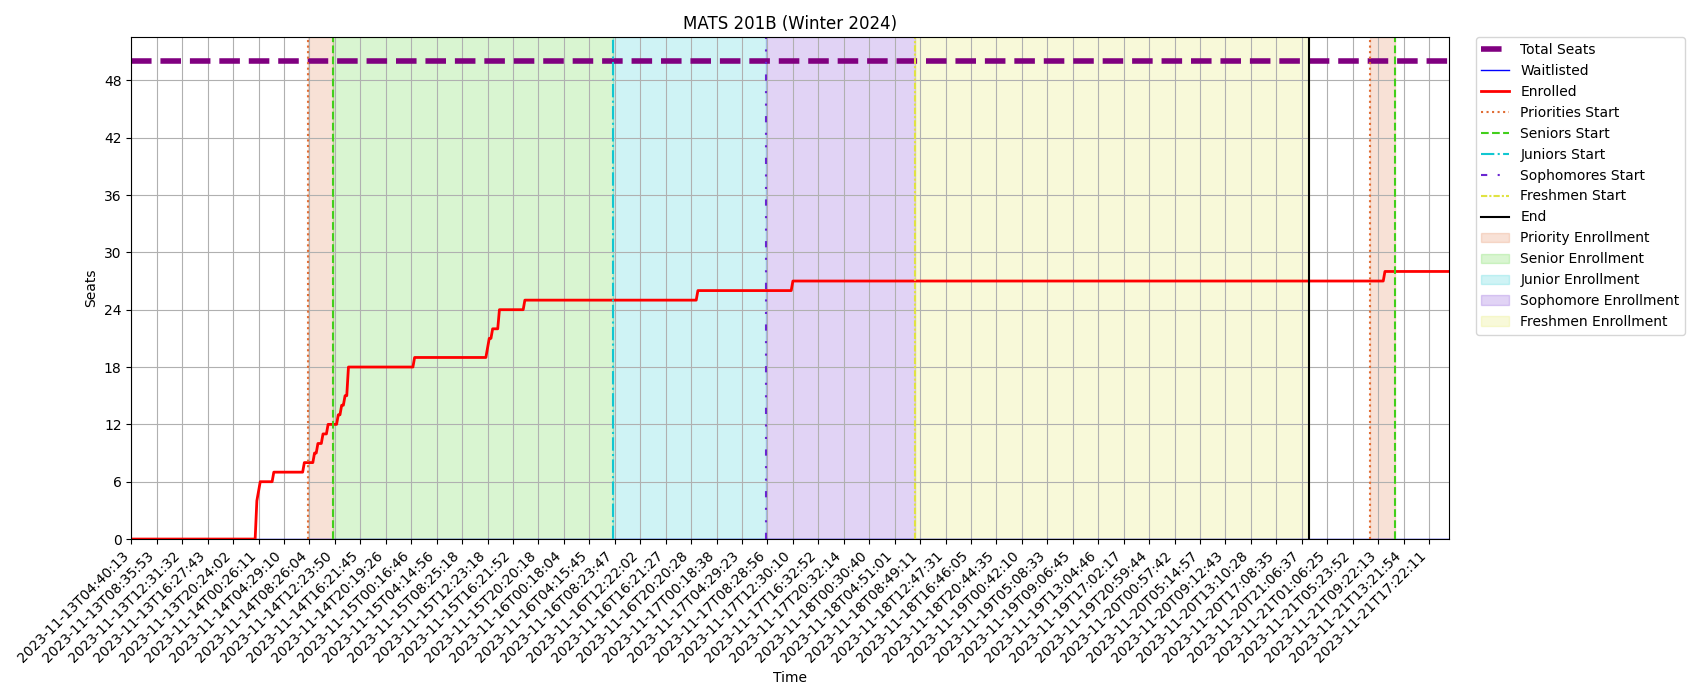 MATS 201B (Winter 2024)
Total Seats
Waitlisted
Enrolled
Priorities Start
Seniors Start
Juniors Start
Sophomores Start
Freshmen Start
End
Priority Enrollment
Senior Enrollment
Junior Enrollment
Sophomore Enrollment
Freshmen Enrollment
Seats
48
42
36
30
24
18
12
6
0
2023-11-13T04:40:13
2023-11-13T08:35:53
2023-11-13T12:31:32
2023-11-13T16:27:43
2023-11-13T20:24:02
2023-11-14T00:26:11
2023-11-14T04:29:10
2023-11-14T08:26:04
2023-11-14T12:23:50
2023-11-14T16:21:45
2023-11-14T20:19:26
2023-11-15T00:16:46
2023-11-15T04:14:56
2023-11-15T08:25:18
2023-11-15T12:23:18
2023-11-15T16:21:52
2023-11-15T20:20:18
2023-11-16T00:18:04
2023-11-16T04:15:45
2023-11-16T08:23:47
2023-11-16T12:22:02
2023-11-16T16:21:27
2023-11-16T20:20:28
2023-11-17T00:18:38
2023-11-17T04:29:23
2023-11-17T08:28:56
2023-11-17T12:30:10
2023-11-17T16:32:52
2023-11-17T20:32:14
2023-11-18T00:30:40
2023-11-18T04:51:01
2023-11-18T08:49:11
2023-11-18T12:47:31
2023-11-18T16:46:05
2023-11-18T20:44:35
2023-11-19T00:42:10
2023-11-19T05:08:33
2023-11-19T09:06:45
2023-11-19T13:04:46
2023-11-19T17:02:17
2023-11-19T20:59:44
2023-11-20T00:57:42
2023-11-20T05:14:57
2023-11-20T09:12:43
2023-11-20T13:10:28
2023-11-20T17:08:35
2023-11-20T21:06:37
2023-11-21T01:06:25
2023-11-21T05:23:52
2023-11-21T09:22:13
2023-11-21T13:21:54
2023-11-21T17:22:11
Time